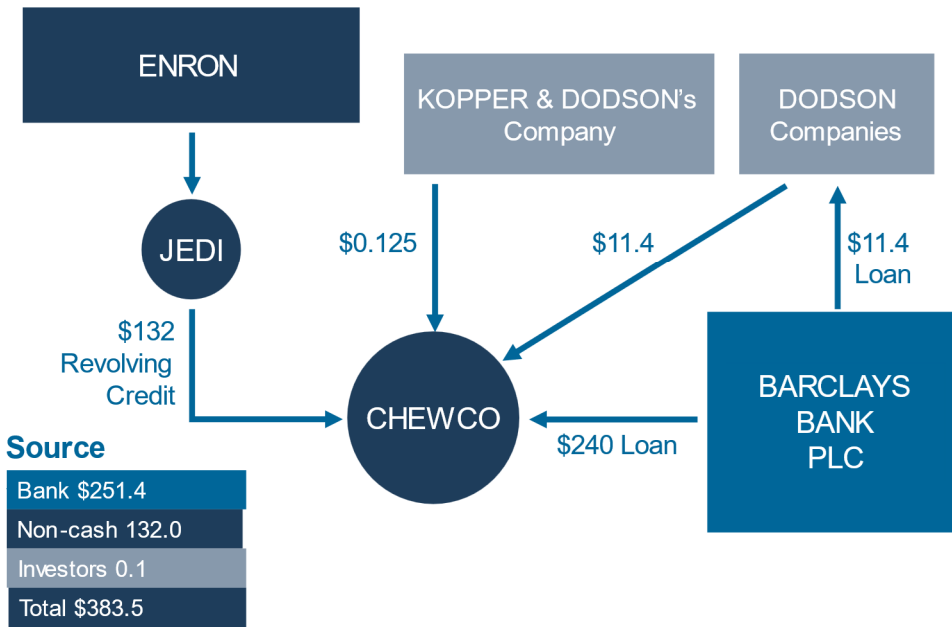 ENRON
KOPPER & DODSON's
Company
DODSON
Companies
JEDI
$0.125
$11.4
$11.4
Loan
$132
Revolving
Credit
CHEWCO
BARCLAYS
BANK
PLC
$240 Loan
Source
Bank $251.4
Non-cash 132.0
Investors 0.1
Total $383.5